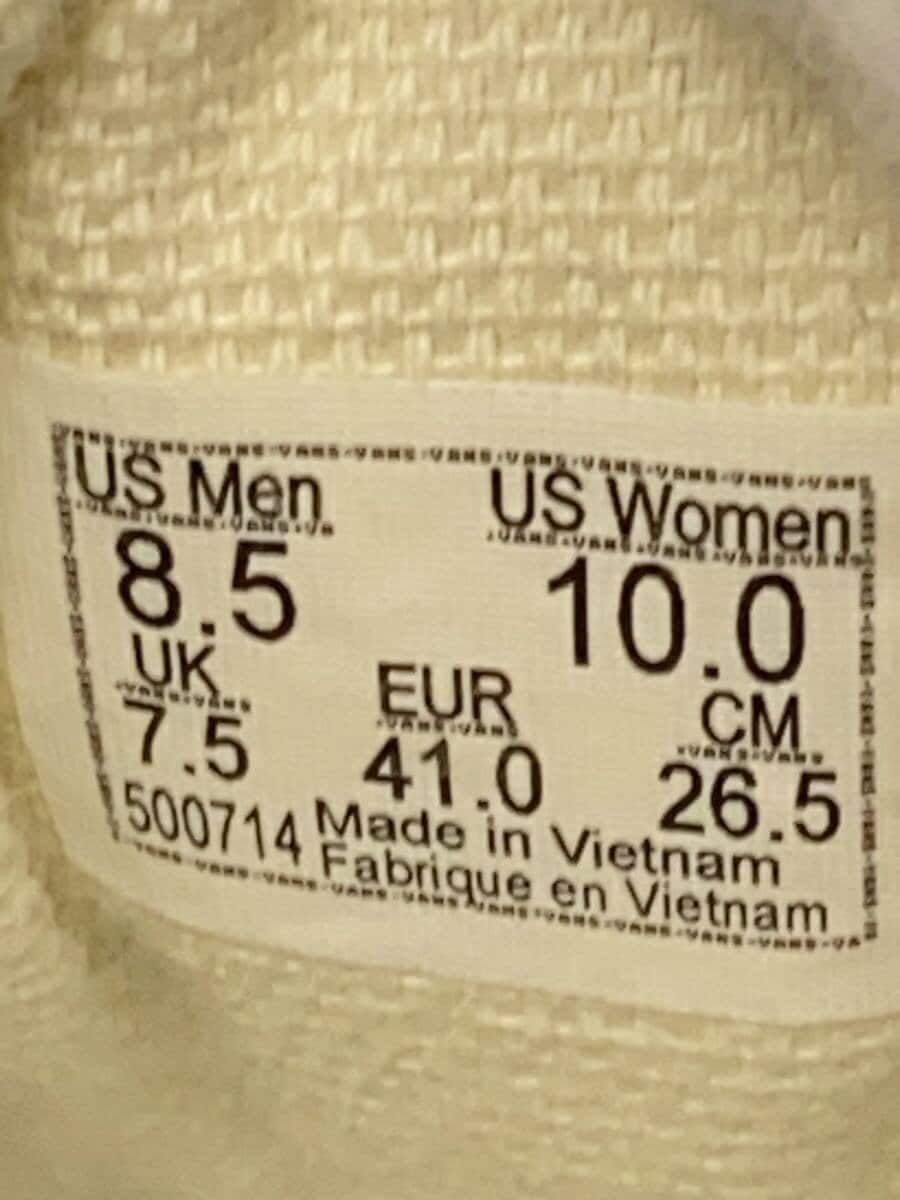 US Men US Women
8.5 10.0
UK EUR CM
7.5 41.0 26.5
500714 Made in Vietnam
Fabrique en Vietnam
VANS